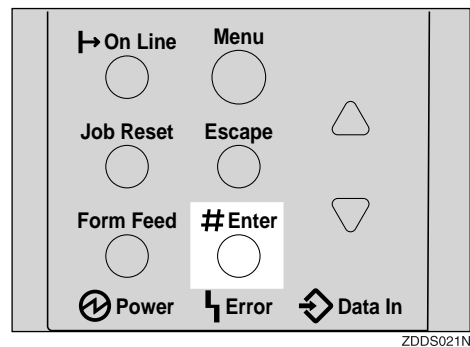 On Line Menu
Job Reset Escape
Form Feed # Enter
Power Error Data In
ZDDS021N